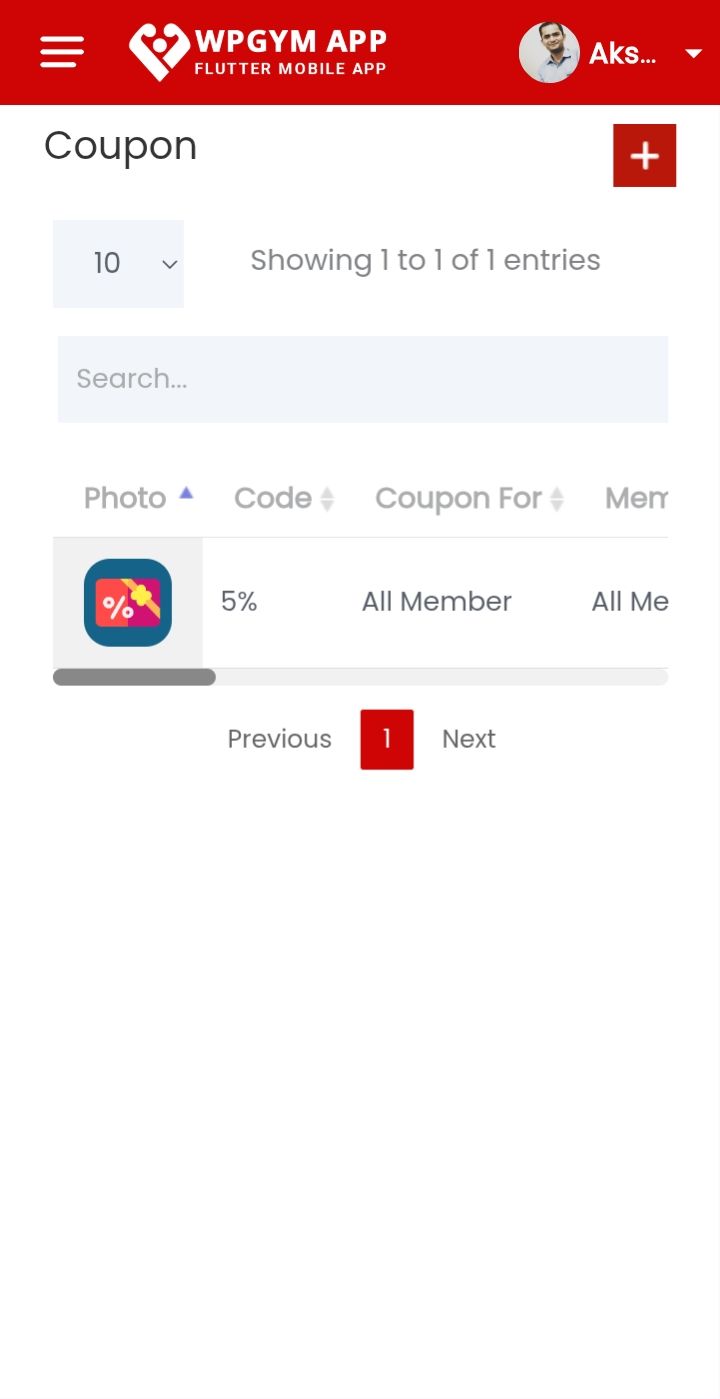 WPGYM APP
FLUTTER MOBILE APP
Aks...
Coupon
10
Showing 1 to 1 of 1 entries
Search...
Photo Code Coupon For Mem
% 5% All Member All Me
Previous 1 Next